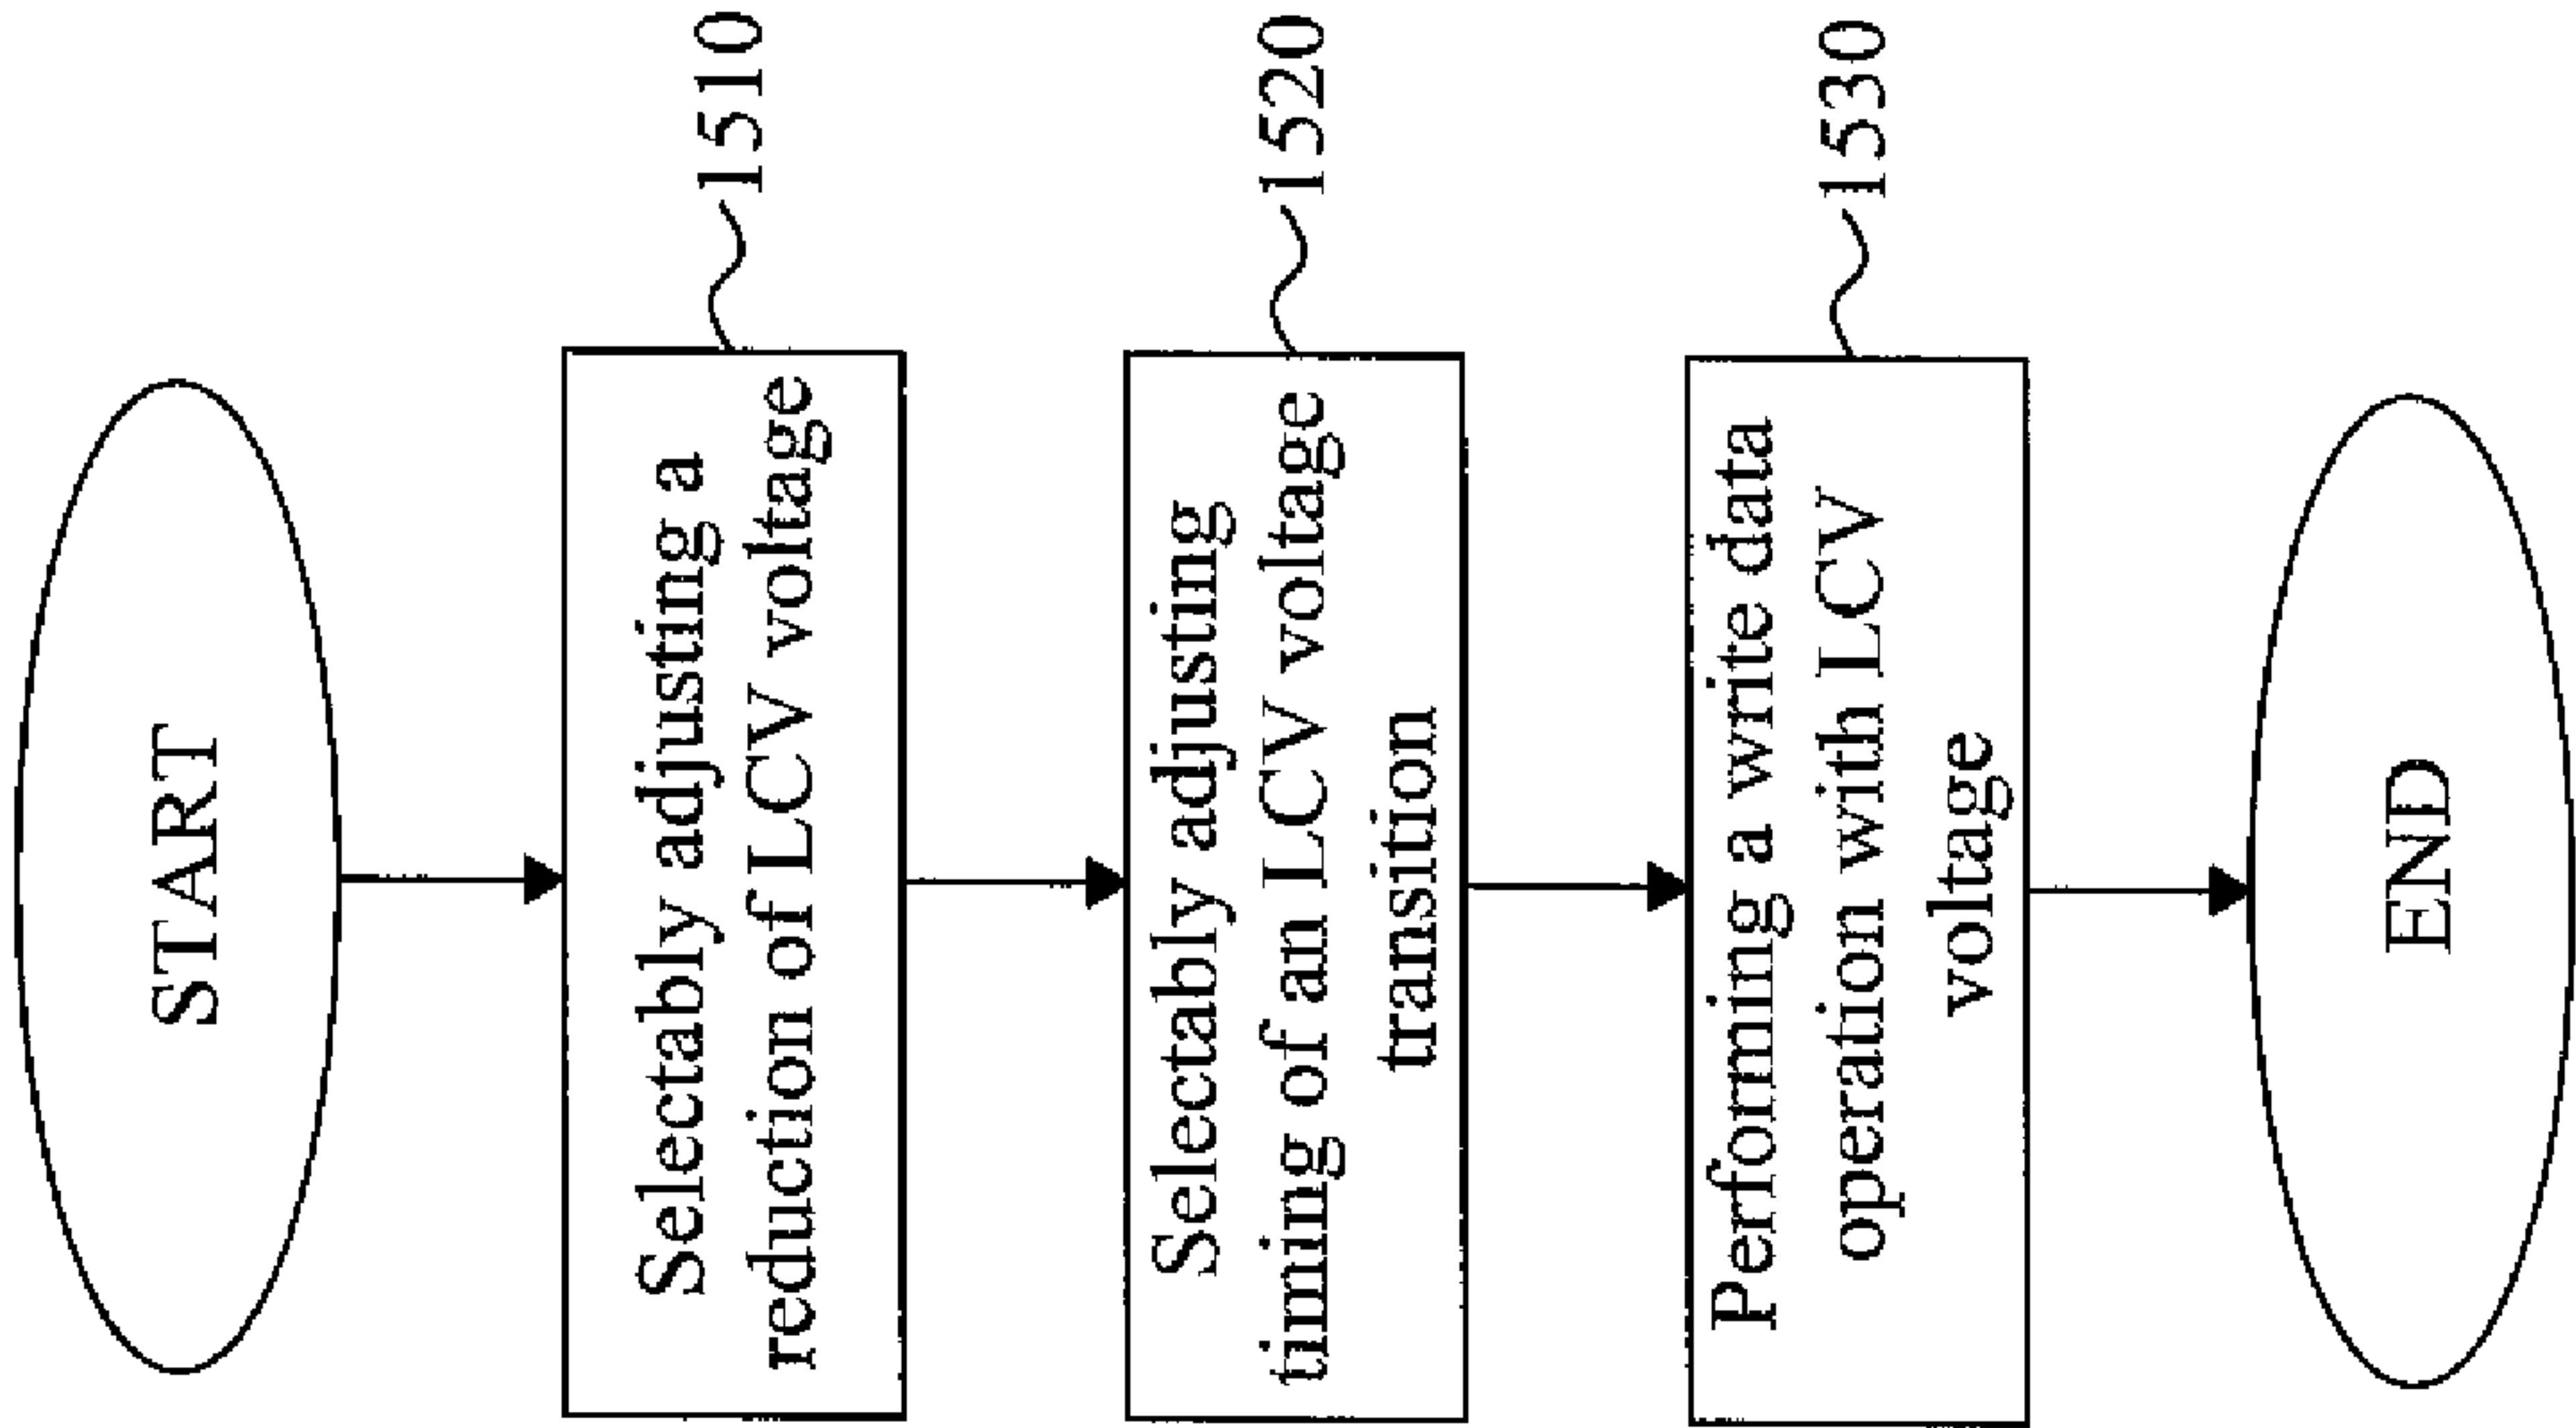 START
Selectably adjusting a
reduction of LCV voltage
1510
Selectably adjusting
timing of an LCV voltage
transition
1520
Performing a write data
operation with LCV
voltage
1530
END